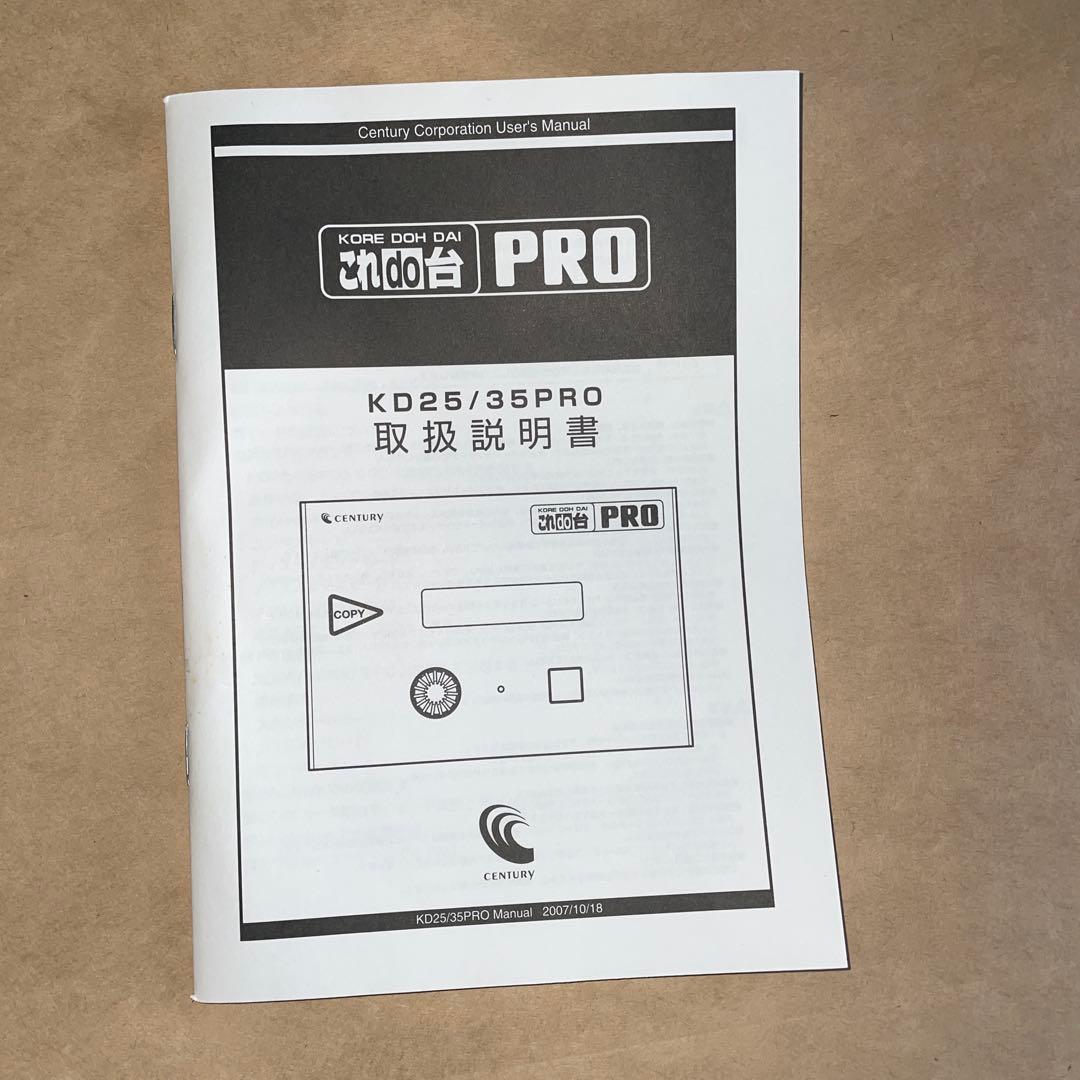 Century Corporation User's Manual
KORE DOH DAI
これdo台 PRO
KD25/35PRO
取扱説明書
CENTURY
KORE DOH DAI
これdo台 PRO
COPY
CENTURY
KD25/35PRO Manual 2007/10/18